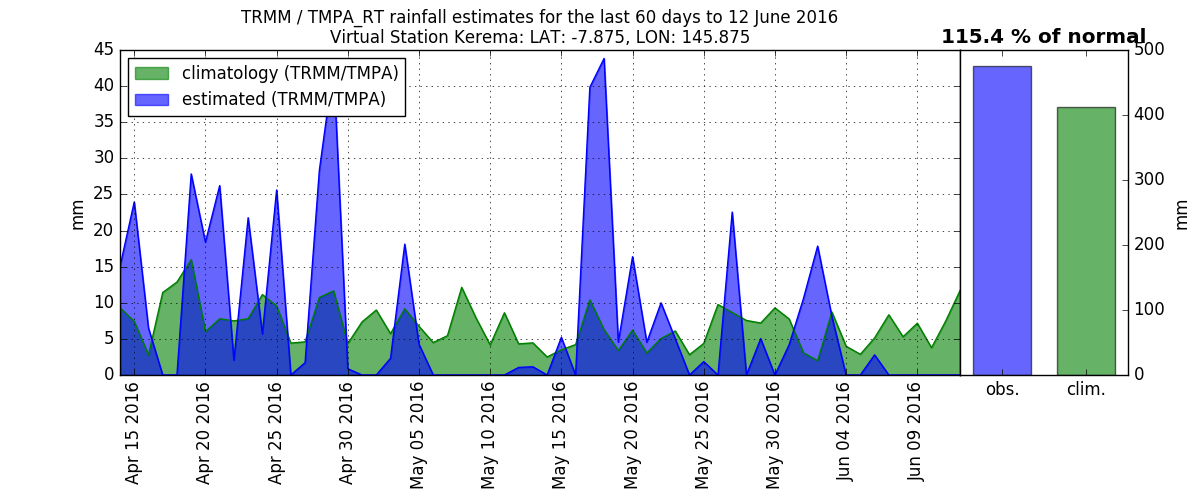 TRMM / TMPA_RT rainfall estimates for the last 60 days to 12 June 2016
Virtual Station Kerema: LAT: -7.875, LON: 145.875
115.4 % of normal
climatology (TRMM/TMPA)
estimated (TRMM/TMPA)
45
40
35
30
25
20
15
10
5
0
mm
Apr 15 2016
Apr 20 2016
Apr 25 2016
Apr 30 2016
May 05 2016
May 10 2016
May 15 2016
May 20 2016
May 25 2016
May 30 2016
Jun 04 2016
Jun 09 2016
500
400
300
200
100
0
mm
obs.
clim.